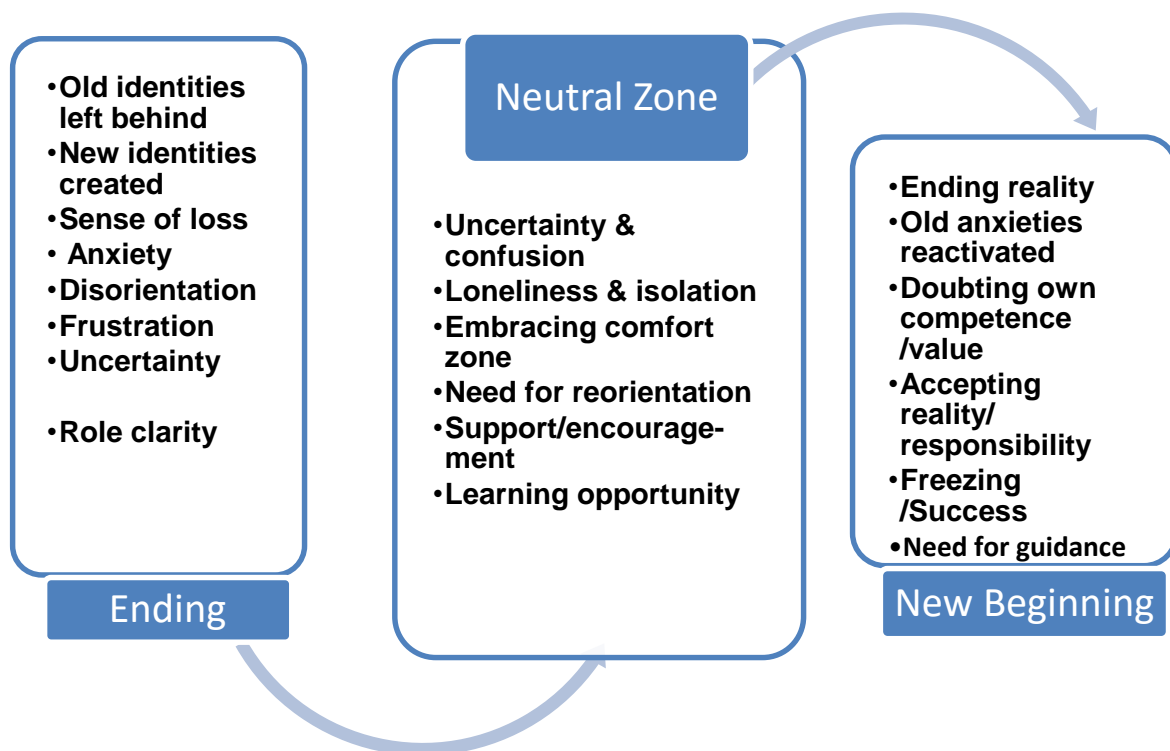 •Old identities
left behind
•New identities
created
•Sense of loss
• Anxiety
•Disorientation
•Frustration
•Uncertainty
•Role clarity
Ending
Neutral Zone
•Uncertainty &
confusion
•Loneliness & isolation
•Embracing comfort
zone
•Need for reorientation
•Support/encourage-
ment
•Learning opportunity
•Ending reality
•Old anxieties
reactivated
•Doubting own
competence
/value
•Accepting
reality/
responsibility
•Freezing
/Success
•Need for guidance
New Beginning